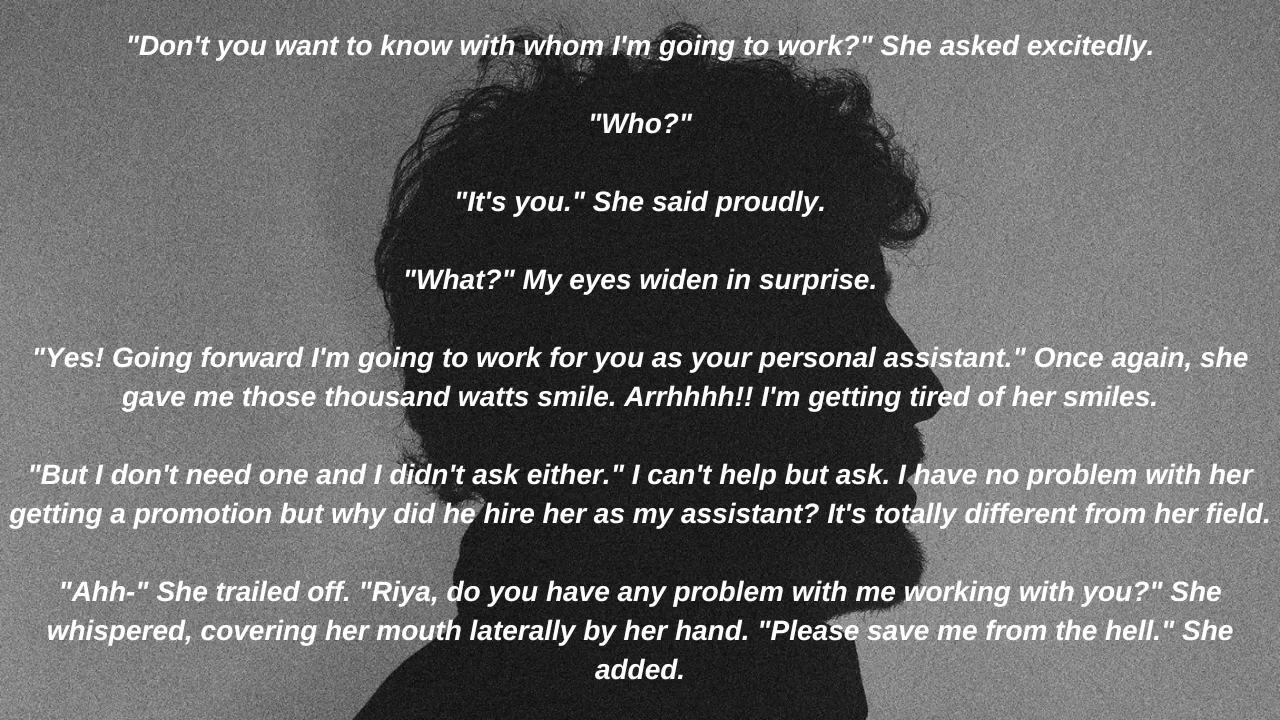 "Don't you want to know with whom I'm going to work?" She asked excitedly.
"Who?"
"It's you." She said proudly.
"What?" My eyes widen in surprise.
"Yes! Going forward I'm going to work for you as your personal assistant." Once again, she
gave me those thousand watts smile. Arrhhhh!! I'm getting tired of her smiles.
"But I don't need one and I didn't ask either." I can't help but ask. I have no problem with her
getting a promotion but why did he hire her as my assistant? It's totally different from her field.
"Ahh-" She trailed off. "Riya, do you have any problem with me working with you?" She
whispered, covering her mouth laterally by her hand. "Please save me from the hell." She
added.